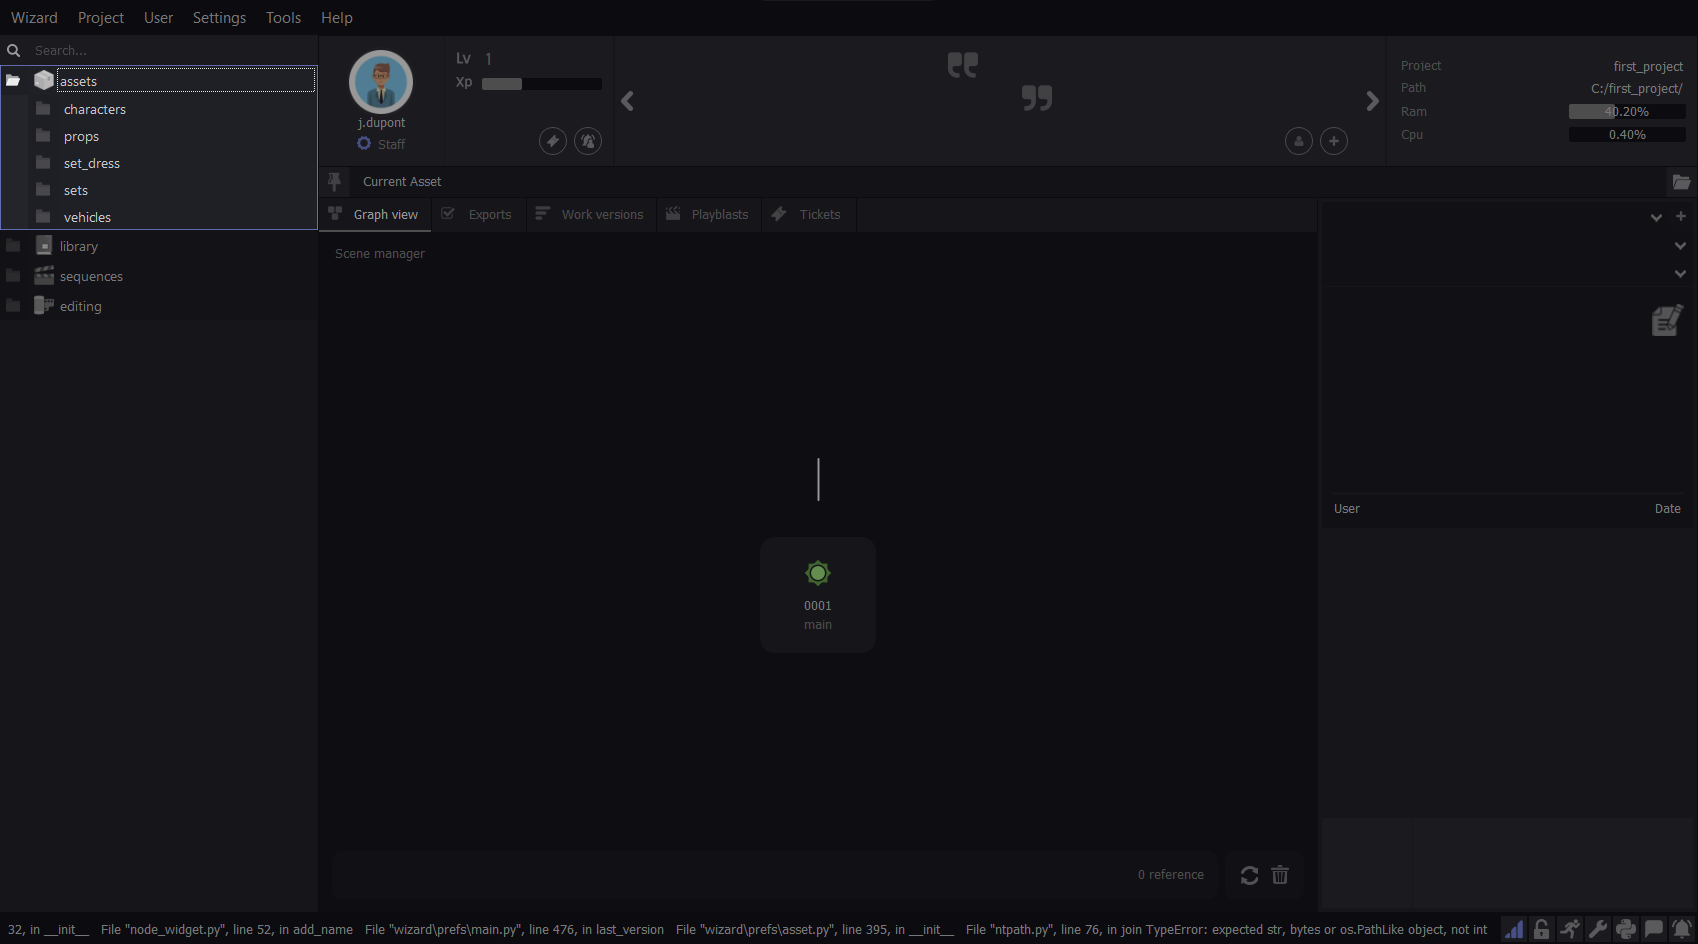 Wizard Project User Settings Tools Help
Search...
assets
characters
props
set_dress
sets
vehicles
library
sequences
editing
j.dupont
Staff
Lv 1
Xp
Project first_project
Path C:/first_project/
Ram 40.20%
Cpu 0.40%
Current Asset
Graph view Exports Work versions Playblasts Tickets
Scene manager
0001
main
User Date
0 reference
32, in __init__ File "node_widget.py", line 52, in add_name File "wizard\prefs\main.py", line 476, in last_version File "wizard\prefs\asset.py", line 395, in __init__ File "ntpath.py", line 76, in join TypeError: expected str, bytes or os.PathLike object, not int